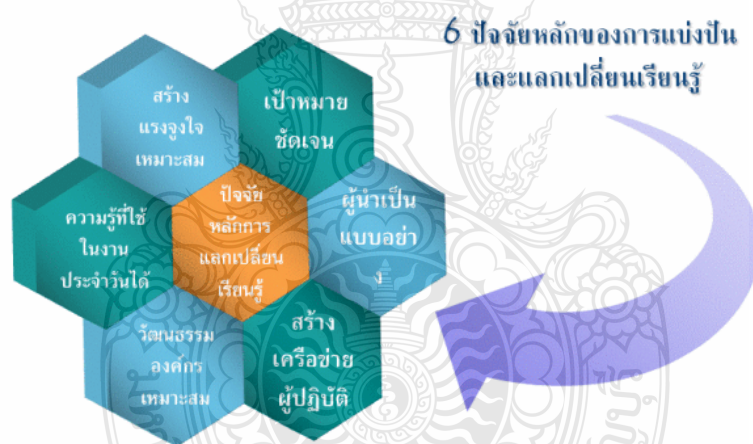 6 ปัจจัยหลักของการแบ่งปัน
และแลกเปลี่ยนเรียนรู้
สร้าง
แรงจูงใจ
เหมาะสม
เป้าหมาย
ชัดเจน
ความรู้ที่ใช้
ในงาน
ประจำวันได้
ปัจจัย
หลักการ
แลกเปลี่ยน
เรียนรู้
ผู้นำเป็น
แบบอย่า
ง
วัฒนธรรม
องค์กร
เหมาะสม
สร้าง
เครือข่าย
ผู้ปฏิบัติ